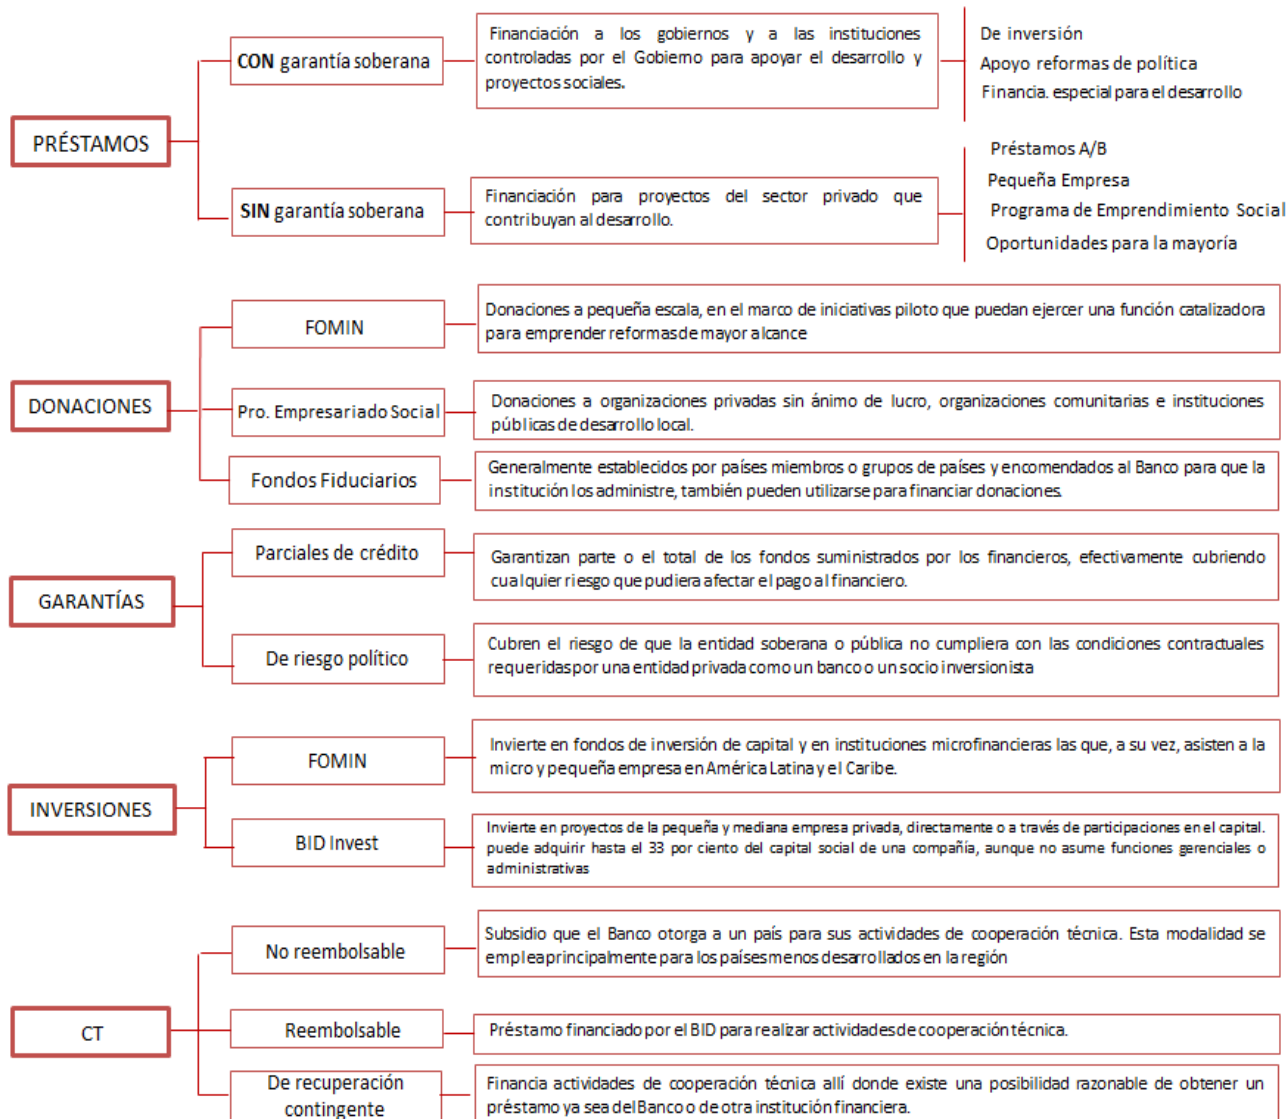 PRÉSTAMOS
CON garantía soberana
Financiación a los gobiernos y a las instituciones
controladas por el Gobierno para apoyar el desarrollo y
proyectos sociales.
De inversión
Apoyo reformas de política
Financia. especial para el desarrollo
SIN garantía soberana
Financiación para proyectos del sector privado que
contribuyan al desarrollo.
Préstamos A/B
Pequeña Empresa
Programa de Emprendimiento Social
Oportunidades para la mayoría
DONACIONES
FOMIN
Donaciones a pequeña escala, en el marco de iniciativas piloto que puedan ejercer una función catalizadora
para emprender reformas de mayor alcance
Pro. Empresariado Social
Donaciones a organizaciones privadas sin ánimo de lucro, organizaciones comunitarias e instituciones
públicas de desarrollo local.
Fondos Fiduciarios
Generalmente establecidos por países miembros o grupos de países y encomendados al Banco para que la
institución los administre, también pueden utilizarse para financiar donaciones.
GARANTÍAS
Parciales de crédito
Garantizan parte o el total de los fondos suministrados por los financieros, efectivamente cubriendo
cualquier riesgo que pudiera afectar el pago al financiero.
De riesgo político
Cubren el riesgo de que la entidad soberana o pública no cumpliera con las condiciones contractuales
requeridas por una entidad privada como un banco o un socio inversionista
INVERSIONES
FOMIN
Invierte en fondos de inversión de capital y en instituciones microfinancieras las que, a su vez, asisten a la
micro y pequeña empresa en América Latina y el Caribe.
BID Invest
Invierte en proyectos de la pequeña y mediana empresa privada, directamente o a través de participaciones en el capital.
puede adquirir hasta el 33 por ciento del capital social de una compañía, aunque no asume funciones gerenciales o
administrativas
CT
No reembolsable
Subsidio que el Banco otorga a un país para sus actividades de cooperación técnica. Esta modalidad se
emplea principalmente para los países menos desarrollados en la región
Reembolsable
Préstamo financiado por el BID para realizar actividades de cooperación técnica.
De recuperación
contingente
Financia actividades de cooperación técnica allí donde existe una posibilidad razonable de obtener un
préstamo ya sea del Banco o de otra institución financiera.